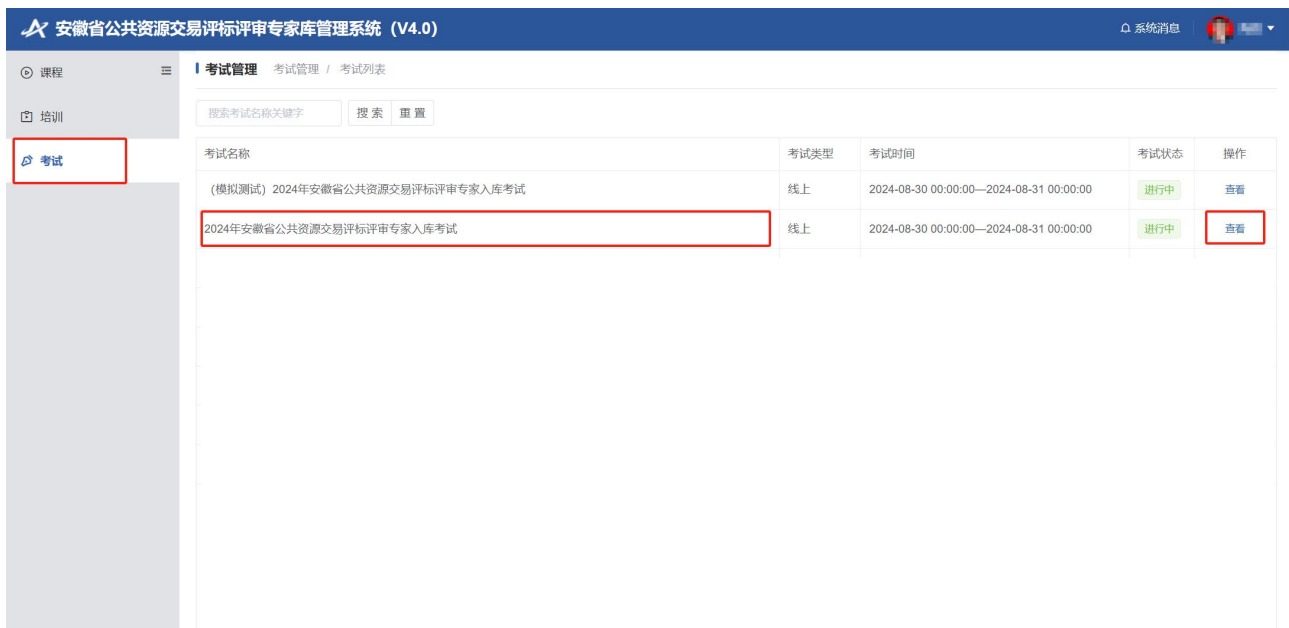 安徽省公共资源交易评标评审专家库管理系统（V4.0）
系统消息
课程
培训
考试
考试管理 考试管理 / 考试列表
搜索考试名称关键字 搜索 重置
考试名称 考试类型 考试时间 考试状态 操作
（模拟测试）2024年安徽省公共资源交易评标评审专家入库考试 线上 2024-08-30 00:00:00—2024-08-31 00:00:00 进行中 查看
2024年安徽省公共资源交易评标评审专家入库考试 线上 2024-08-30 00:00:00—2024-08-31 00:00:00 进行中 查看